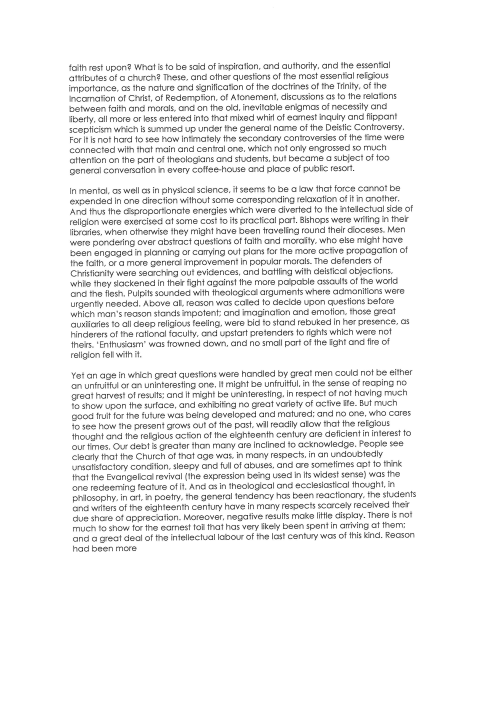 faith rest upon? What is to be said of inspiration, and authority, and the essential
attributes of a church? These, and other questions of the most essential religious
importance, as the nature and signification of the doctrines of the Trinity, of the
Incarnation of Christ, of Redemption, of Atonement, discussions as to the relations
between faith and morals, and on the old, inevitable enigmas of necessity and
liberty, all more or less entered into that mixed whirl of earnest inquiry and flippant
scepticism which is summed up under the general name of the Deistic Controversy.
For it is not hard to see how intimately the secondary controversies of the time were
connected with that main and central one, which not only engrossed so much
attention on the part of theologians and students, but became a subject of too
general conversation in every coffee-house and place of public resort.

In mental, as well as in physical science, it seems to be a law that force cannot be
expended in one direction without some corresponding relaxation of it in another.
And thus the disproportionate energies which were diverted to the intellectual side of
religion were exercised at some cost to its practical part. Bishops were writing in their
libraries, when otherwise they might have been travelling round their dioceses. Men
were pondering over abstract questions of faith and morality, who else might have
been engaged in planning or carrying out plans for the more active propagation of
the faith, or a more general improvement in popular morals. The defenders of
Christianity were searching out evidences, and battling with deistical objections,
while they slackened in their fight against the more palpable assaults of the world
and the flesh. Pulpits sounded with theological arguments where admonitions were
urgently needed. Above all, reason was called to decide upon questions before
which man's reason stands impotent; and imagination and emotion, those great
auxiliaries to all deep religious feeling, were bid to stand rebuked in her presence, as
hinderers of the rational faculty, and upstart pretenders to rights which were not
theirs. 'Enthusiasm' was frowned down, and no small part of the light and fire of
religion fell with it.

Yet an age in which great questions were handled by great men could not be either
an unfruitful or an uninteresting one. It might be unfruitful, in the sense of reaping no
great harvest of results; and it might be uninteresting, in respect of not having much
to show upon the surface, and exhibiting no great variety of active life. But much
good fruit for the future was being developed and matured; and no one, who cares
to see how the present grows out of the past, will readily allow that the religious
thought and the religious action of the eighteenth century are deficient in interest to
our times. Our debt is greater than many are inclined to acknowledge. People see
clearly that the Church of that age was, in many respects, in an undoubtedly
unsatisfactory condition, sleepy and full of abuses, and are sometimes apt to think
that the Evangelical revival (the expression being used in its widest sense) was the
one redeeming feature of it. And as in theological and ecclesiastical thought, in
philosophy, in art, in poetry, the general tendency has been reactionary, the students
and writers of the eighteenth century have in many respects scarcely received their
due share of appreciation. Moreover, negative results make little display. There is not
much to show for the earnest toil that has very likely been spent in arriving at them;
and a great deal of the intellectual labour of the last century was of this kind. Reason
had been more